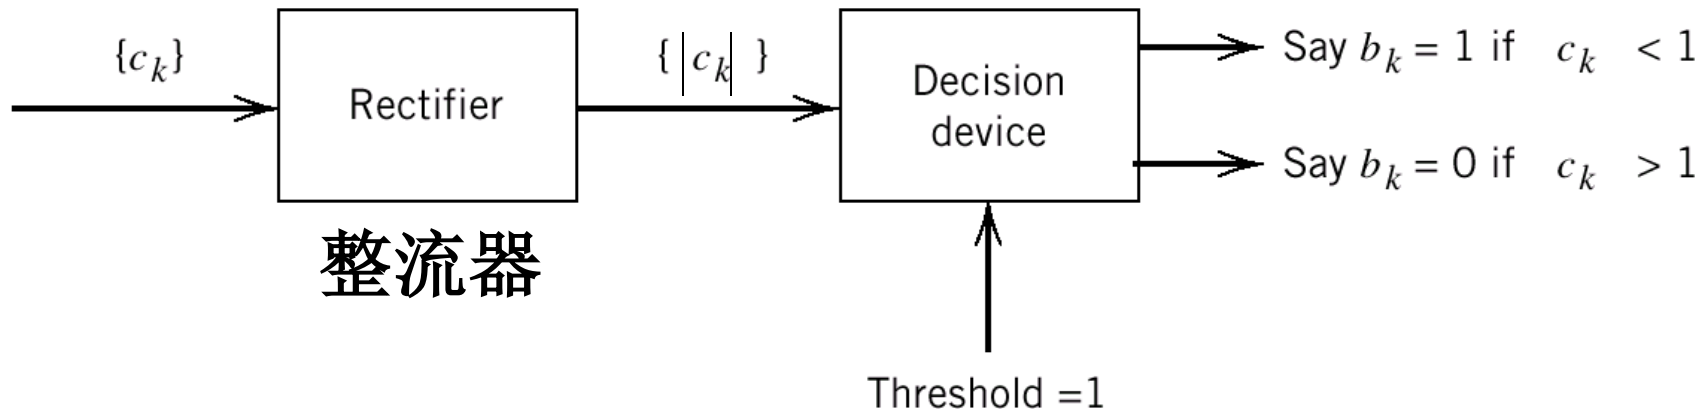 {c_k}
Rectifier
整流器
{ |c_k| }
Decision
device
Threshold =1
Say b_k = 1 if c_k < 1
Say b_k = 0 if c_k > 1